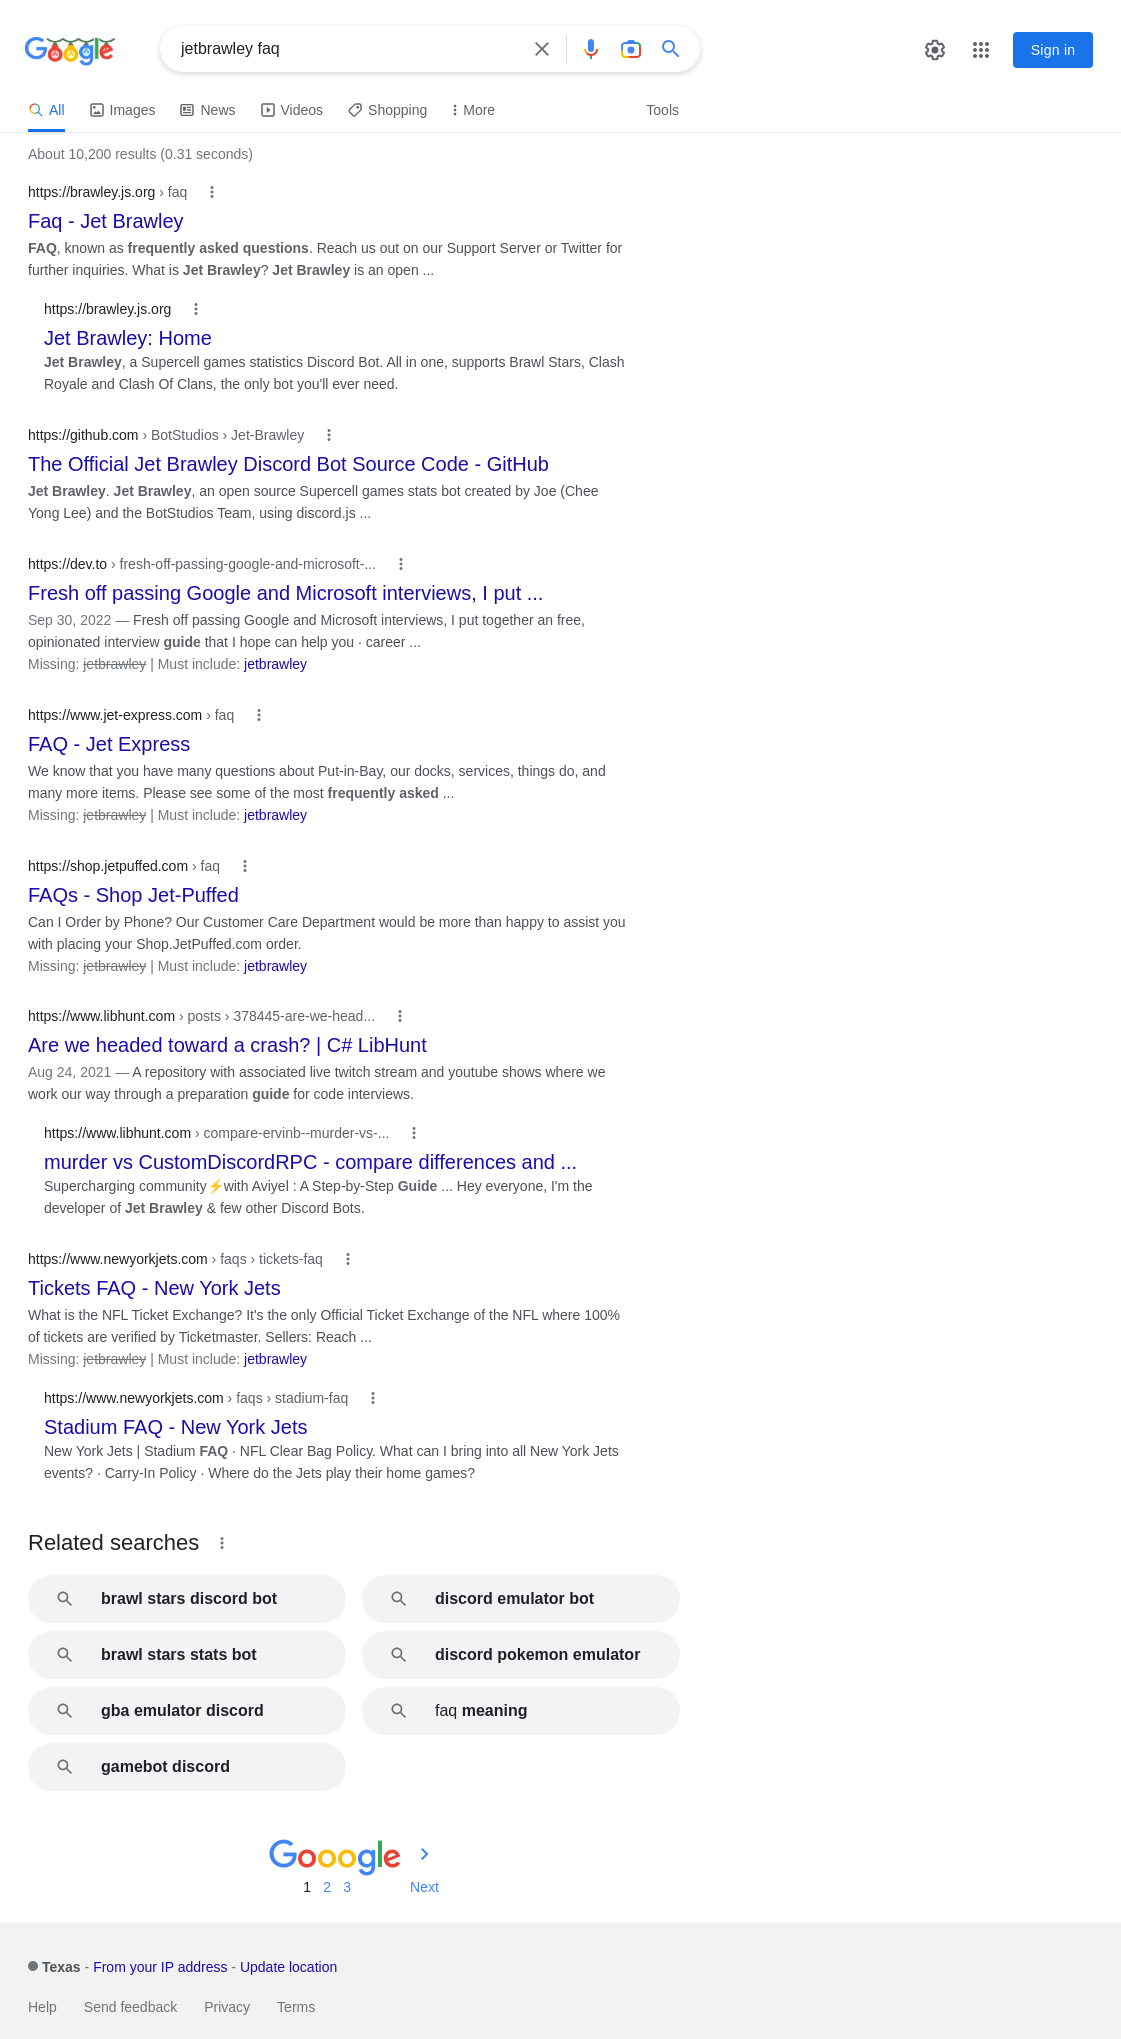 Google
jetbrawley faq
Sign in
All
Images
News
Videos
Shopping
More
Tools
About 10,200 results (0.31 seconds)
https://brawley.js.org › faq
Faq - Jet Brawley
FAQ, known as frequently asked questions. Reach us out on our Support Server or Twitter for
further inquiries. What is Jet Brawley? Jet Brawley is an open ...
https://brawley.js.org
Jet Brawley: Home
Jet Brawley, a Supercell games statistics Discord Bot. All in one, supports Brawl Stars, Clash
Royale and Clash Of Clans, the only bot you'll ever need.
https://github.com › BotStudios › Jet-Brawley
The Official Jet Brawley Discord Bot Source Code - GitHub
Jet Brawley. Jet Brawley, an open source Supercell games stats bot created by Joe (Chee
Yong Lee) and the BotStudios Team, using discord.js ...
https://dev.to › fresh-off-passing-google-and-microsoft-...
Fresh off passing Google and Microsoft interviews, I put ...
Sep 30, 2022 — Fresh off passing Google and Microsoft interviews, I put together an free,
opinionated interview guide that I hope can help you · career ...
Missing: jetbrawley | Must include: jetbrawley
https://www.jet-express.com › faq
FAQ - Jet Express
We know that you have many questions about Put-in-Bay, our docks, services, things do, and
many more items. Please see some of the most frequently asked ...
Missing: jetbrawley | Must include: jetbrawley
https://shop.jetpuffed.com › faq
FAQs - Shop Jet-Puffed
Can I Order by Phone? Our Customer Care Department would be more than happy to assist you
with placing your Shop.JetPuffed.com order.
Missing: jetbrawley | Must include: jetbrawley
https://www.libhunt.com › posts › 378445-are-we-head...
Are we headed toward a crash? | C# LibHunt
Aug 24, 2021 — A repository with associated live twitch stream and youtube shows where we
work our way through a preparation guide for code interviews.
https://www.libhunt.com › compare-ervinb--murder-vs-...
murder vs CustomDiscordRPC - compare differences and ...
Supercharging community⚡with Aviyel : A Step-by-Step Guide ... Hey everyone, I'm the
developer of Jet Brawley & few other Discord Bots.
https://www.newyorkjets.com › faqs › tickets-faq
Tickets FAQ - New York Jets
What is the NFL Ticket Exchange? It's the only Official Ticket Exchange of the NFL where 100%
of tickets are verified by Ticketmaster. Sellers: Reach ...
Missing: jetbrawley | Must include: jetbrawley
https://www.newyorkjets.com › faqs › stadium-faq
Stadium FAQ - New York Jets
New York Jets | Stadium FAQ · NFL Clear Bag Policy. What can I bring into all New York Jets
events? · Carry-In Policy · Where do the Jets play their home games?
Related searches
brawl stars discord bot
discord emulator bot
brawl stars stats bot
discord pokemon emulator
gba emulator discord
faq meaning
gamebot discord
Gooogle
1 2 3 Next
Texas - From your IP address - Update location
Help Send feedback Privacy Terms